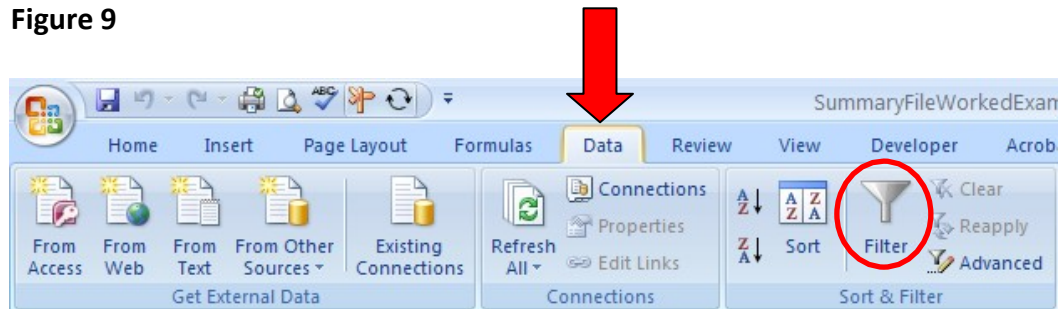 Figure 9
ABC
SummaryFileWorkedExam
Home Insert Page Layout Formulas Data Review View Developer Acrob
From Access
From Web
From Text
From Other Sources
Existing Connections
Get External Data
Refresh All
Connections
Properties
Edit Links
Connections
A Z
Z A
A Z
Z A
Sort
Filter
Clear
Reapply
Advanced
Sort & Filter